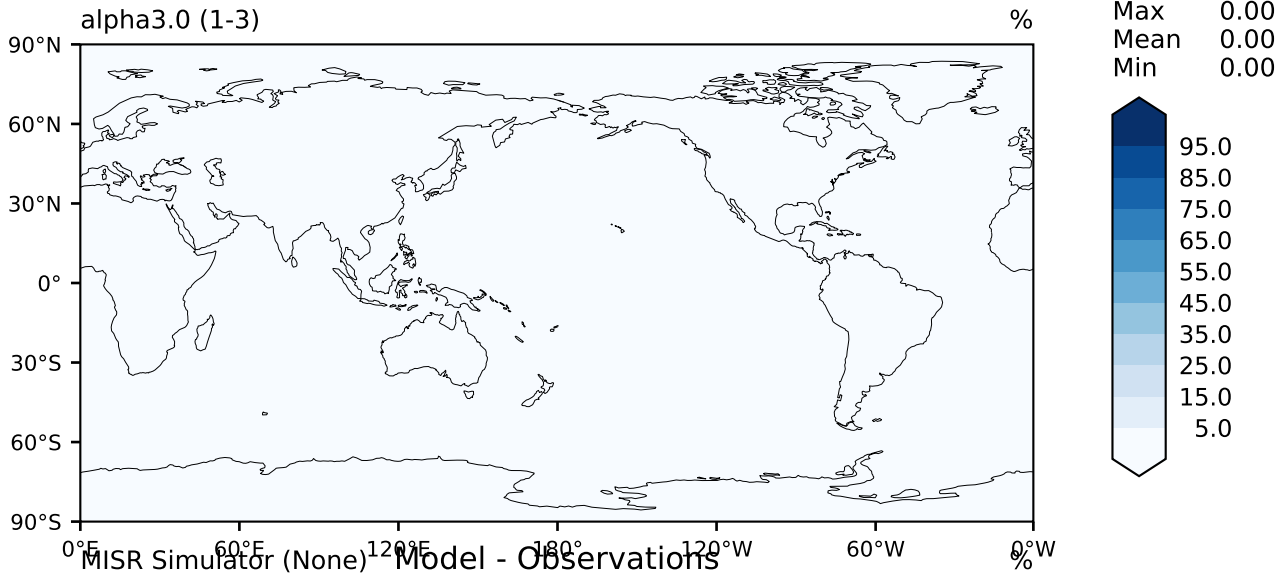 alpha3.0 (1-3) %
Max 0.00
Mean 0.00
Min 0.00
90°N
60°N
30°N
0°
30°S
60°S
90°S
0°E 60°E 120°E 180° 120°W 60°W 0°W
95.0
85.0
75.0
65.0
55.0
45.0
35.0
25.0
15.0
5.0
MISR Simulator (None) Model - Observations %